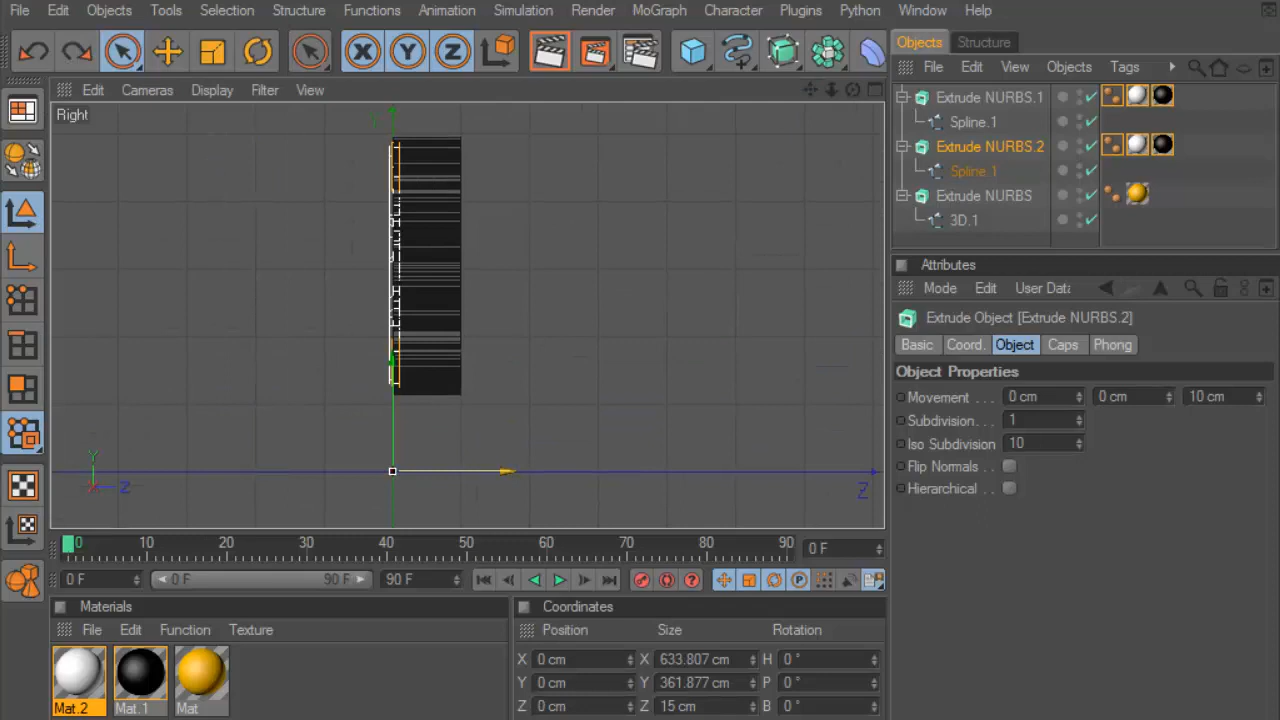 File Edit Objects Tools Selection Structure Functions Animation Simulation Render MoGraph Character Plugins Python Window Help
Objects Structure
File Edit View Objects Tags
Edit Cameras Display Filter View
Right
Extrude NURBS.1
Spline.1
Extrude NURBS.2
Spline.1
Extrude NURBS
3D.1
Attributes
Mode Edit User Data
Extrude Object [Extrude NURBS.2]
Basic Coord. Object Caps Phong
Object Properties
Movement . . . 0 cm 0 cm 10 cm
Subdivision. . . 1
Iso Subdivision 10
Flip Normals . .
Hierarchical . .
Y
Y
Z
Z
X
0 10 20 30 40 50 60 70 80 90 0 F
0 F 0 F 90 F 90 F
Materials
File Edit Function Texture
Mat.2 Mat.1 Mat
Coordinates
Position Size Rotation
X 0 cm X 633.807 cm H 0 °
Y 0 cm Y 361.877 cm P 0 °
Z 0 cm Z 15 cm B 0 °